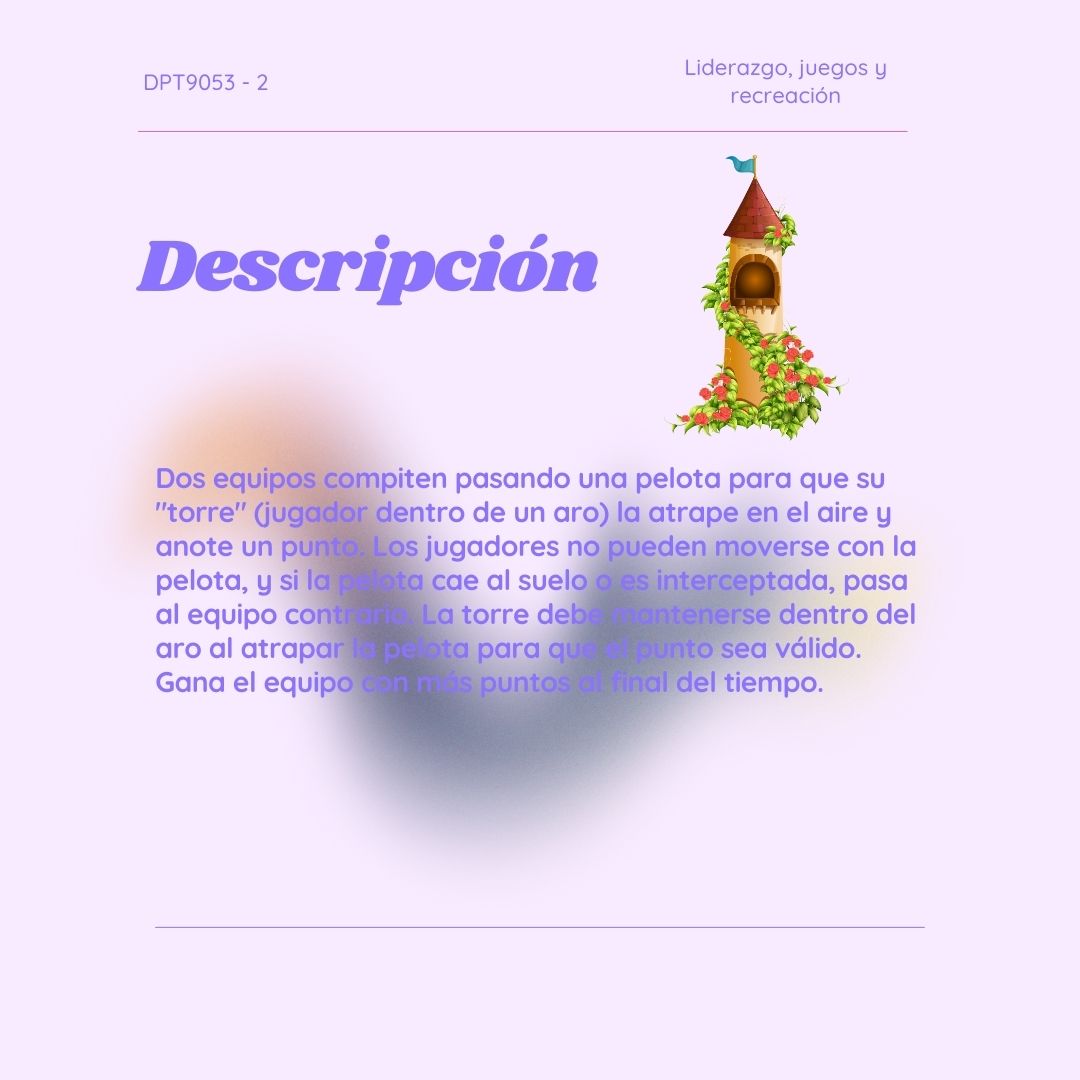 DPT9053 - 2
Liderazgo, juegos y
recreación
Descripción
Dos equipos compiten pasando una pelota para que su
"torre" (jugador dentro de un aro) la atrape en el aire y
anote un punto. Los jugadores no pueden moverse con la
pelota, y si la pelota cae al suelo o es interceptada, pasa
al equipo contrario. La torre debe mantenerse dentro del
aro al atrapar la pelota para que el punto sea válido.
Gana el equipo con más puntos al final del tiempo.